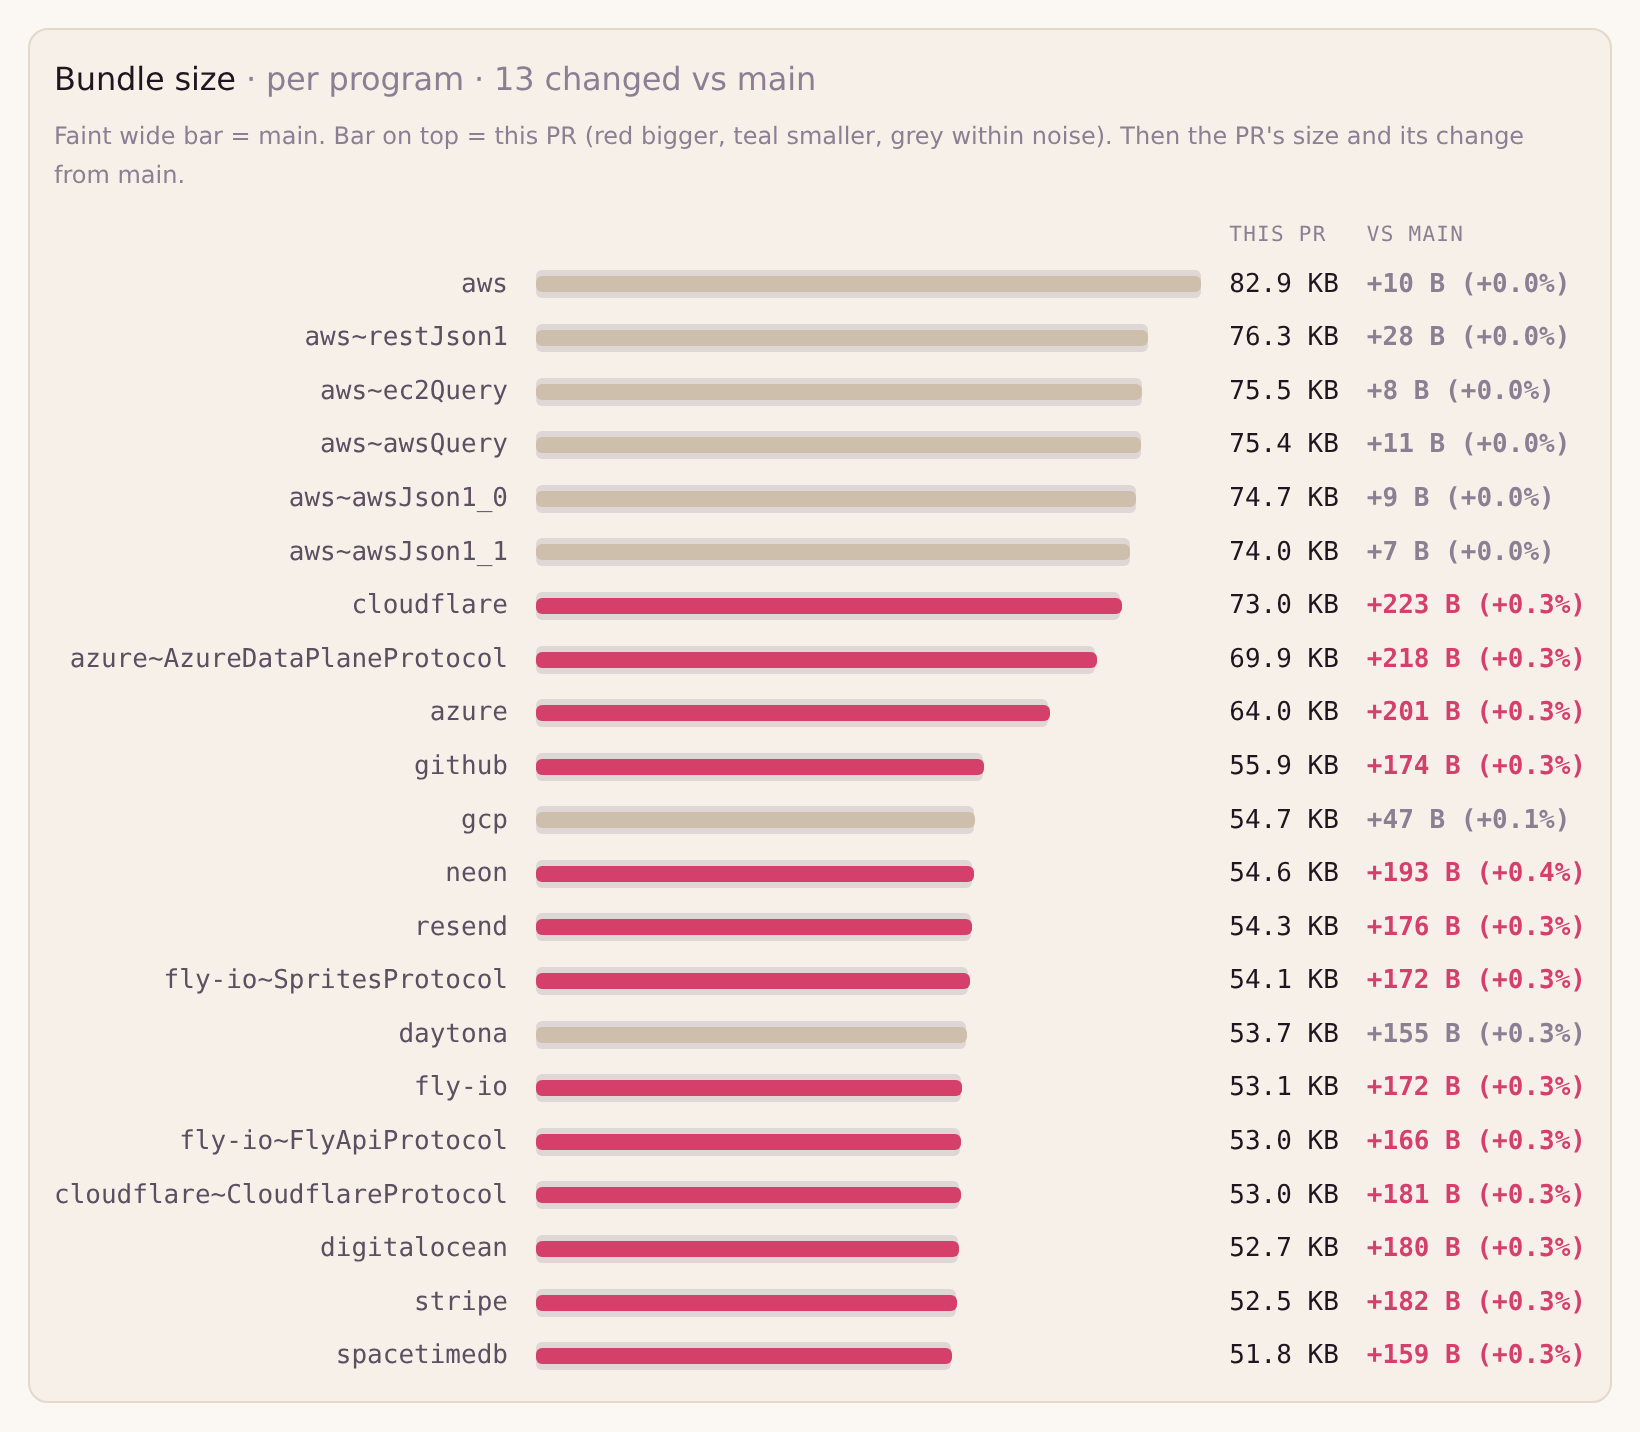 Bundle size · per program · 13 changed vs main
Faint wide bar = main. Bar on top = this PR (red bigger, teal smaller, grey within noise). Then the PR's size and its change
from main.
THIS PR VS MAIN
aws 82.9 KB +10 B (+0.0%)
aws~restJson1 76.3 KB +28 B (+0.0%)
aws~ec2Query 75.5 KB +8 B (+0.0%)
aws~awsQuery 75.4 KB +11 B (+0.0%)
aws~awsJson1_0 74.7 KB +9 B (+0.0%)
aws~awsJson1_1 74.0 KB +7 B (+0.0%)
cloudflare 73.0 KB +223 B (+0.3%)
azure~AzureDataPlaneProtocol 69.9 KB +218 B (+0.3%)
azure 64.0 KB +201 B (+0.3%)
github 55.9 KB +174 B (+0.3%)
gcp 54.7 KB +47 B (+0.1%)
neon 54.6 KB +193 B (+0.4%)
resend 54.3 KB +176 B (+0.3%)
fly-io~SpritesProtocol 54.1 KB +172 B (+0.3%)
daytona 53.7 KB +155 B (+0.3%)
fly-io 53.1 KB +172 B (+0.3%)
fly-io~FlyApiProtocol 53.0 KB +166 B (+0.3%)
cloudflare~CloudflareProtocol 53.0 KB +181 B (+0.3%)
digitalocean 52.7 KB +180 B (+0.3%)
stripe 52.5 KB +182 B (+0.3%)
spacetimedb 51.8 KB +159 B (+0.3%)